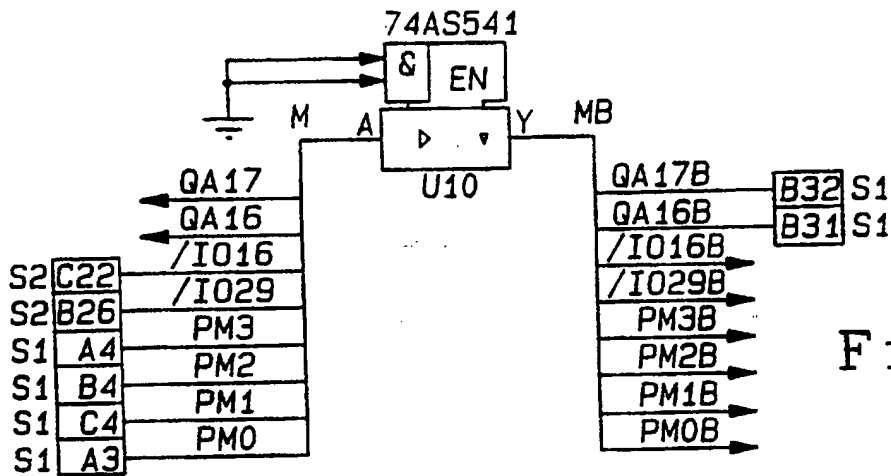 74AS541
& EN
M A Y MB
U10
QA17 QA17B B32 S1
QA16 QA16B B31 S1
/IO16 /IO16B
S2 C22
/IO29 /IO29B
S2 B26
PM3 PM3B
S1 A4
PM2 PM2B
S1 B4
PM1 PM1B
S1 C4
PM0 PM0B
S1 A3
F